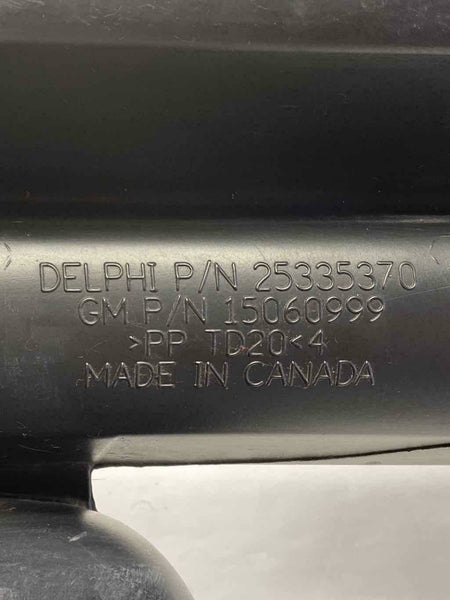 DELPHI P/N 25335370
GM P/N 15060999
>PP TD20<4
MADE IN CANADA